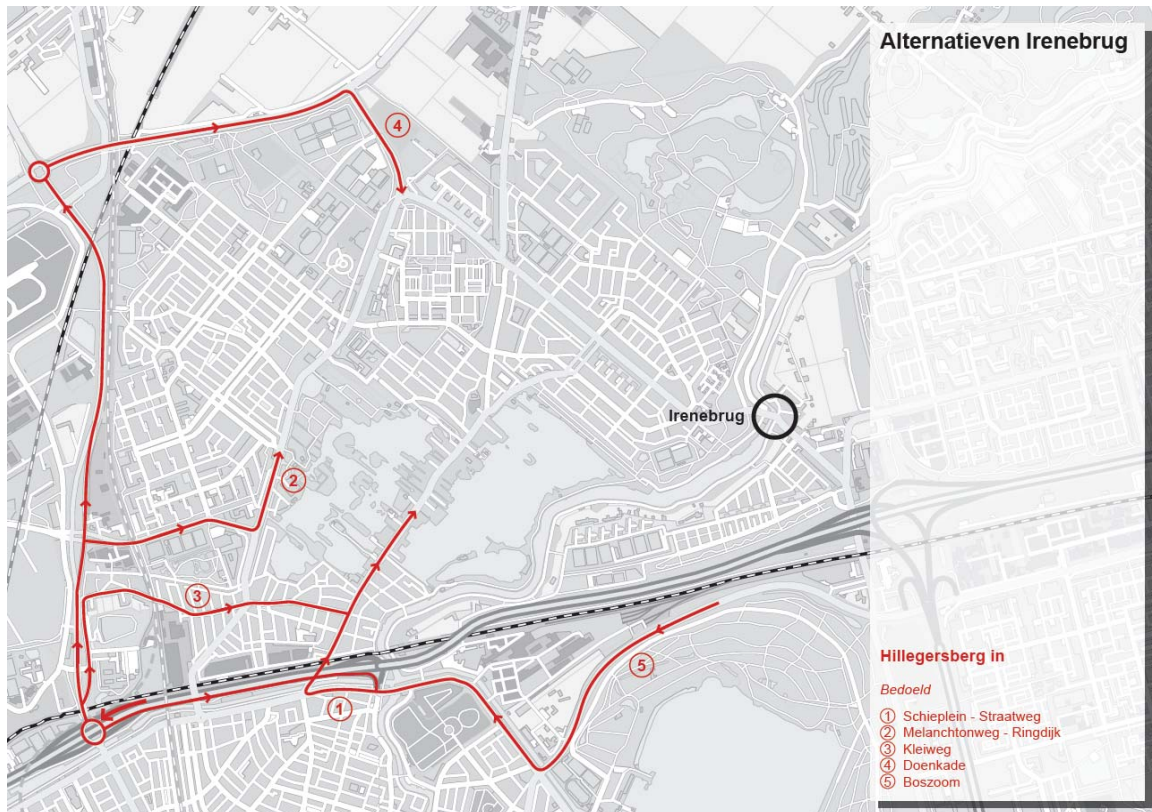 Alternatieven Irenebrug
4
2
Irenebrug
3
5
1
Hillegersberg in
Bedoeld
1 Schieplein - Straatweg
2 Melanchtonweg - Ringdijk
3 Kleiweg
4 Doenkade
5 Boszoom